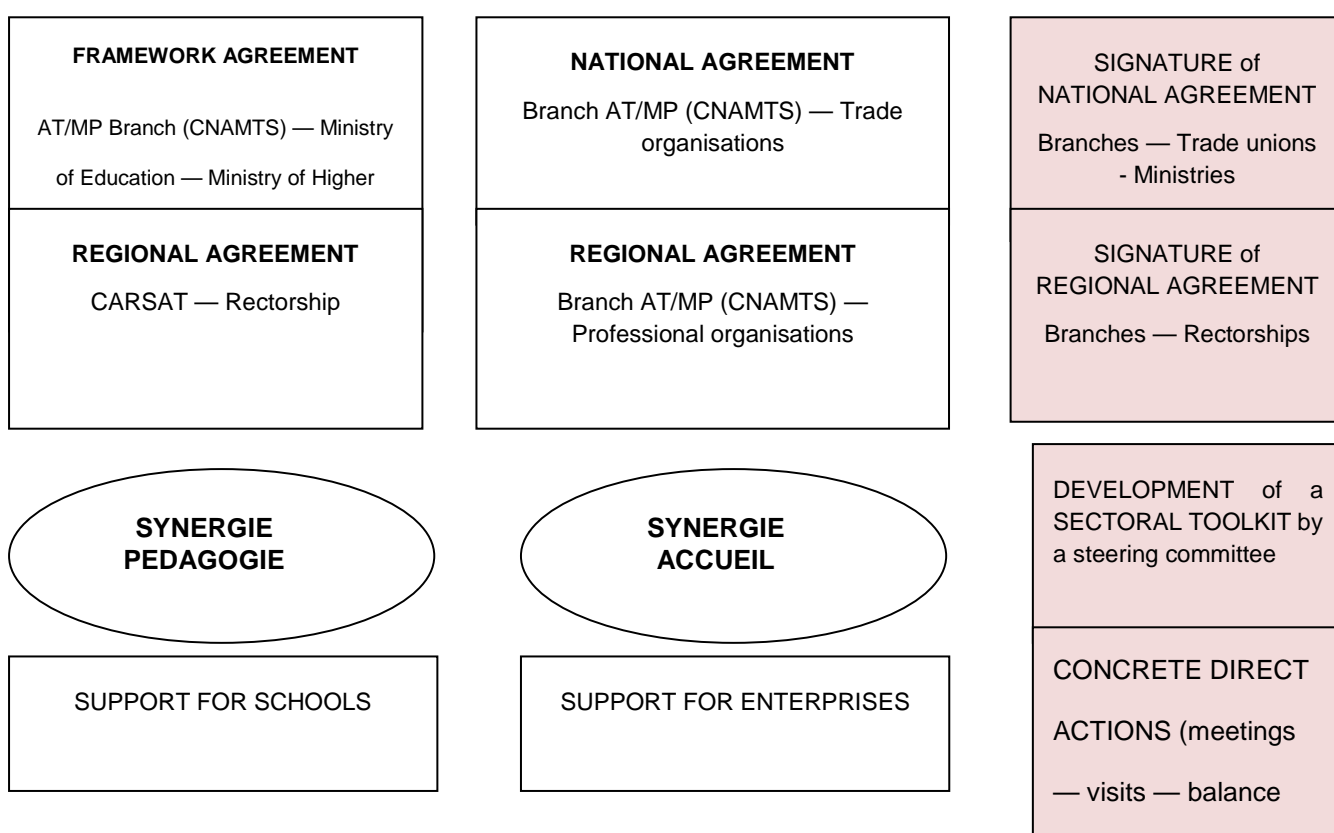 FRAMEWORK AGREEMENT
AT/MP Branch (CNAMTS) — Ministry
of Education — Ministry of Higher
REGIONAL AGREEMENT
CARSAT — Rectorship
NATIONAL AGREEMENT
Branch AT/MP (CNAMTS) — Trade
organisations
REGIONAL AGREEMENT
Branch AT/MP (CNAMTS) —
Professional organisations
SIGNATURE of
NATIONAL AGREEMENT
Branches — Trade unions
- Ministries
SIGNATURE of
REGIONAL AGREEMENT
Branches — Rectorships
SYNERGIE
PEDAGOGIE
SYNERGIE
ACCUEIL
DEVELOPMENT of a
SECTORAL TOOLKIT by
a steering committee
SUPPORT FOR SCHOOLS
SUPPORT FOR ENTERPRISES
CONCRETE DIRECT
ACTIONS (meetings
— visits — balance